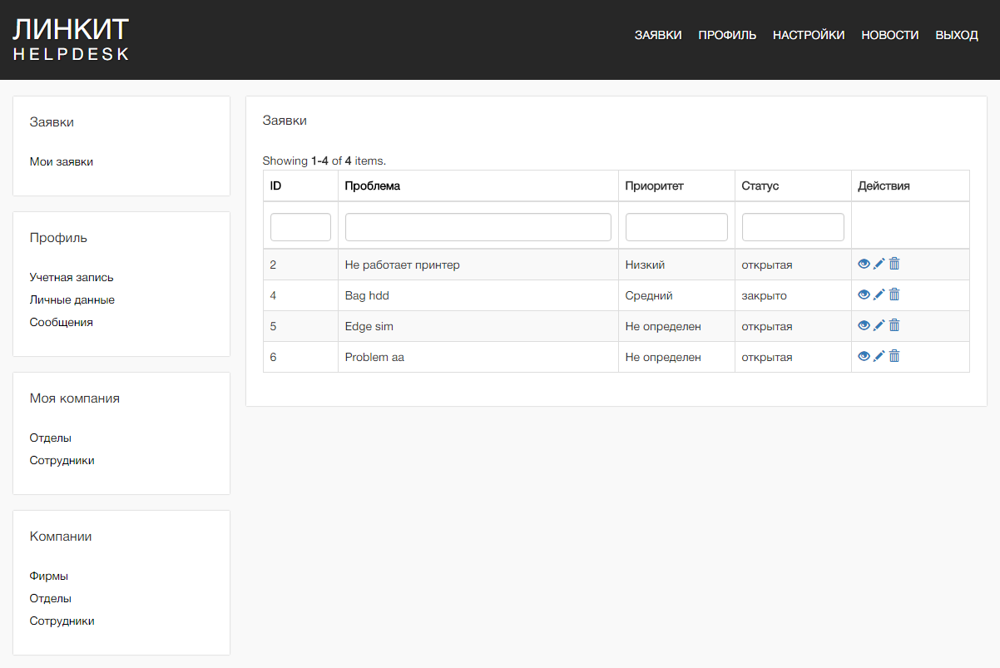 ЛИНКИТ
HELPDESK
ЗАЯВКИ ПРОФИЛЬ НАСТРОЙКИ НОВОСТИ ВЫХОД
Заявки
Мои заявки
Профиль
Учетная запись
Личные данные
Сообщения
Моя компания
Отделы
Сотрудники
Компании
Фирмы
Отделы
Сотрудники
Заявки
Showing 1-4 of 4 items.
ID Проблема Приоритет Статус Действия
2 Не работает принтер Низкий открытая
4 Bag hdd Средний закрыто
5 Edge sim Не определен открытая
6 Problem aa Не определен открытая